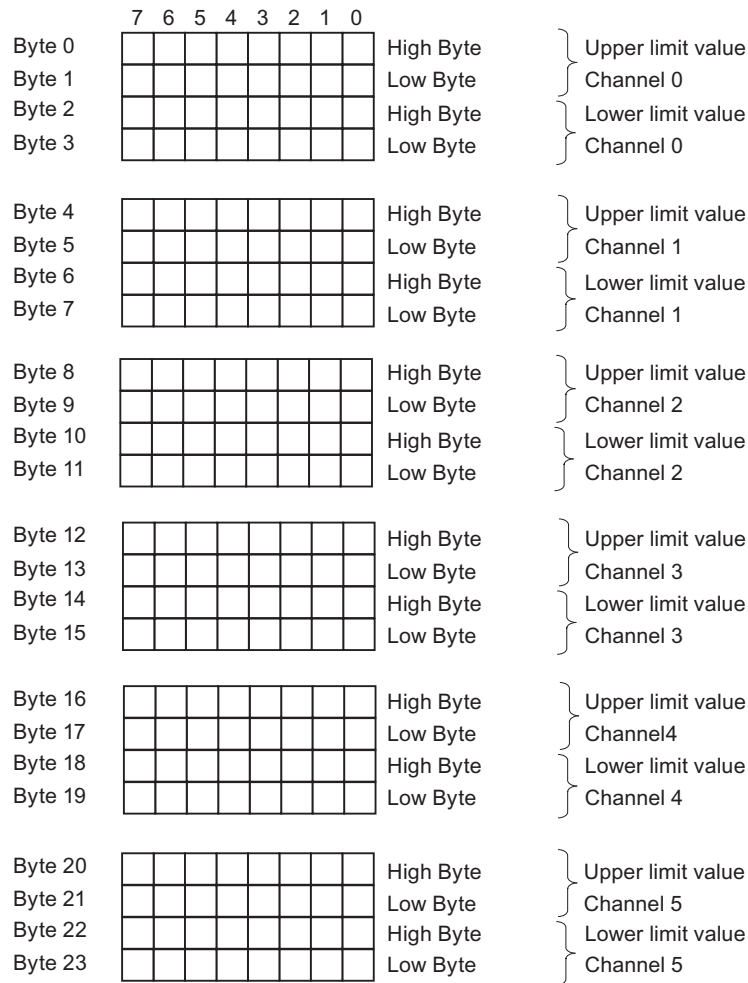 7 6 5 4 3 2 1 0
Byte 0 High Byte Upper limit value
Byte 1 Low Byte Channel 0
Byte 2 High Byte Lower limit value
Byte 3 Low Byte Channel 0
Byte 4 High Byte Upper limit value
Byte 5 Low Byte Channel 1
Byte 6 High Byte Lower limit value
Byte 7 Low Byte Channel 1
Byte 8 High Byte Upper limit value
Byte 9 Low Byte Channel 2
Byte 10 High Byte Lower limit value
Byte 11 Low Byte Channel 2
Byte 12 High Byte Upper limit value
Byte 13 Low Byte Channel 3
Byte 14 High Byte Lower limit value
Byte 15 Low Byte Channel 3
Byte 16 High Byte Upper limit value
Byte 17 Low Byte Channel4
Byte 18 High Byte Lower limit value
Byte 19 Low Byte Channel 4
Byte 20 High Byte Upper limit value
Byte 21 Low Byte Channel 5
Byte 22 High Byte Lower limit value
Byte 23 Low Byte Channel 5